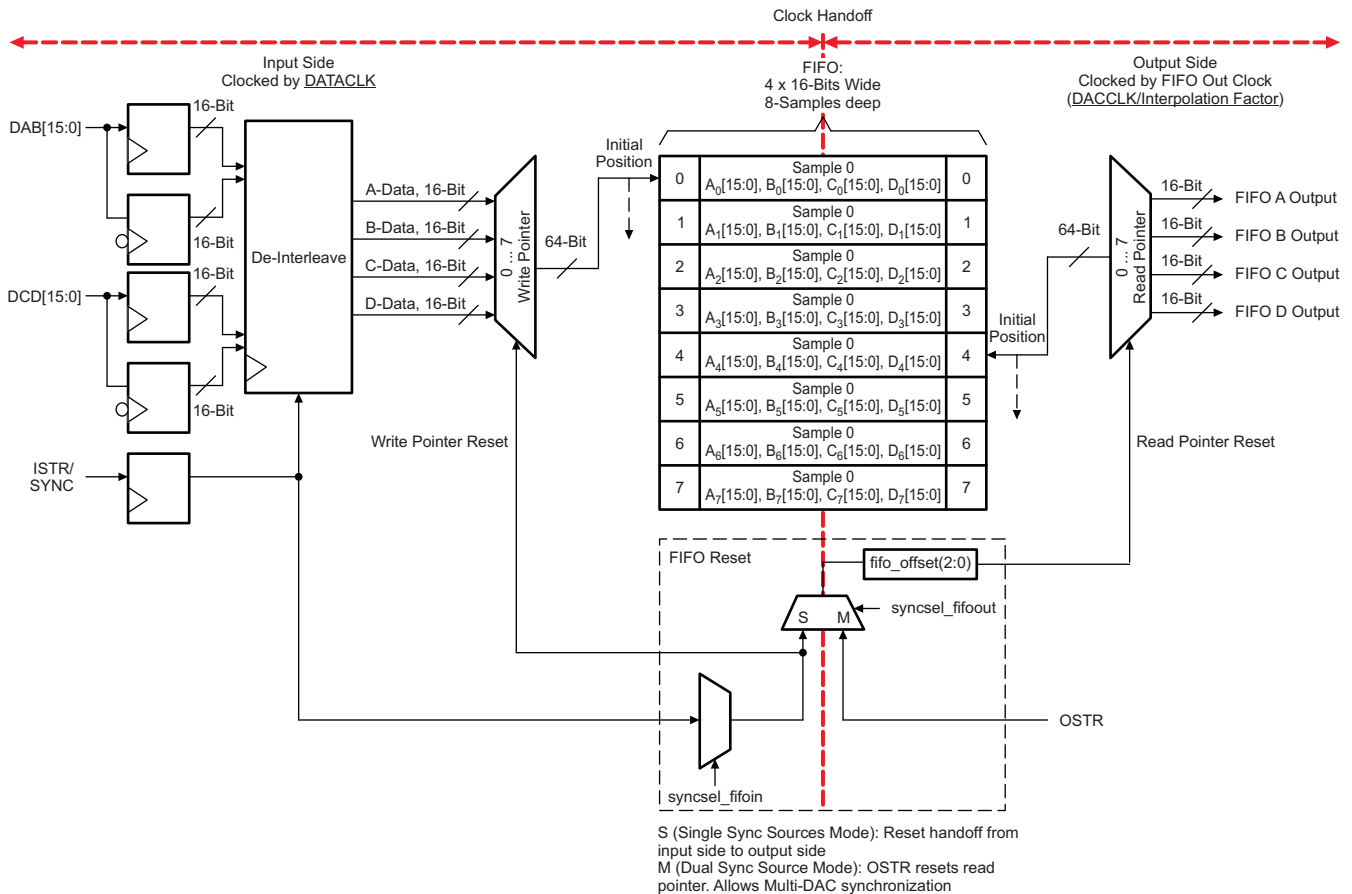 Clock Handoff
Input Side
Clocked by DATACLK
FIFO:
4 x 16-Bits Wide
8-Samples deep
Output Side
Clocked by FIFO Out Clock
(DACCLK/Interpolation Factor)
DAB[15:0]
16-Bit
16-Bit
DCD[15:0]
16-Bit
16-Bit
De-Interleave
A-Data, 16-Bit
B-Data, 16-Bit
C-Data, 16-Bit
D-Data, 16-Bit
0 ... 7
Write Pointer
64-Bit
Initial
Position
0
Sample 0
A0[15:0], B0[15:0], C0[15:0], D0[15:0]
0
1
Sample 0
A1[15:0], B1[15:0], C1[15:0], D1[15:0]
1
2
Sample 0
A2[15:0], B2[15:0], C2[15:0], D2[15:0]
2
3
Sample 0
A3[15:0], B3[15:0], C3[15:0], D3[15:0]
3
4
Sample 0
A4[15:0], B4[15:0], C4[15:0], D4[15:0]
4
5
Sample 0
A5[15:0], B5[15:0], C5[15:0], D5[15:0]
5
6
Sample 0
A6[15:0], B6[15:0], C6[15:0], D6[15:0]
6
7
Sample 0
A7[15:0], B7[15:0], C7[15:0], D7[15:0]
7
Initial
Position
64-Bit
0 ... 7
Read Pointer
16-Bit
FIFO A Output
16-Bit
FIFO B Output
16-Bit
FIFO C Output
16-Bit
FIFO D Output
Write Pointer Reset
Read Pointer Reset
ISTR/
SYNC
FIFO Reset
fifo_offset(2:0)
S M
syncsel_fifoout
OSTR
syncsel_fifoin
S (Single Sync Sources Mode): Reset handoff from
input side to output side
M (Dual Sync Source Mode): OSTR resets read
pointer. Allows Multi-DAC synchronization